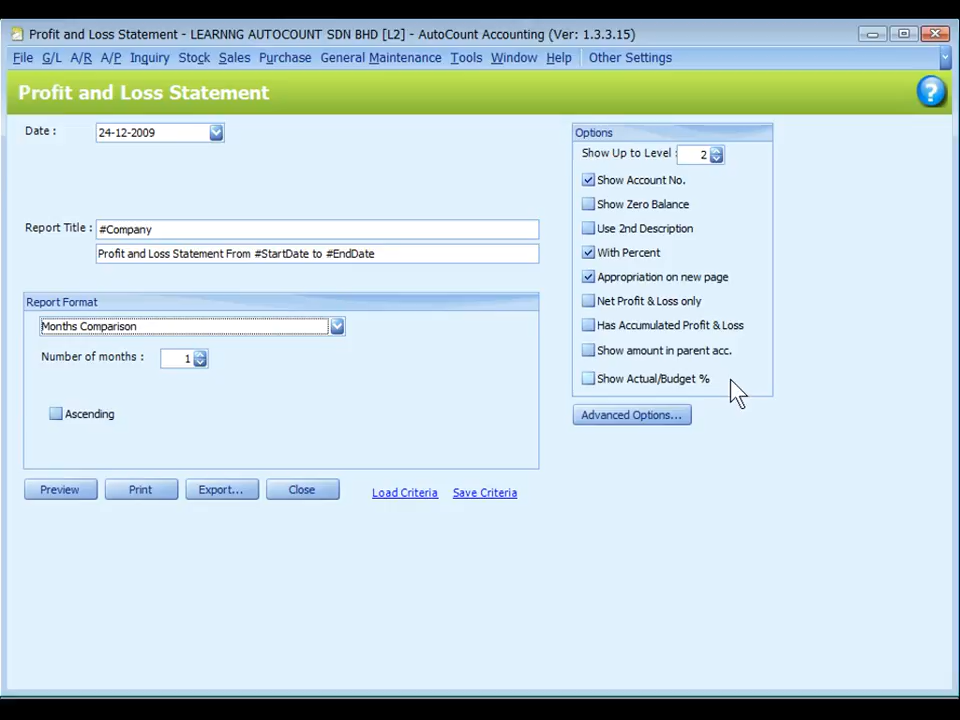 Profit and Loss Statement - LEARNNG AUTOCOUNT SDN BHD [L2] - AutoCount Accounting (Ver: 1.3.3.15)
File G/L A/R A/P Inquiry Stock Sales Purchase General Maintenance Tools Window Help Other Settings
Profit and Loss Statement
?
Date : 24-12-2009
Report Title : #Company
Profit and Loss Statement From #StartDate to #EndDate
Report Format
Months Comparison
Number of months : 1
Ascending
Preview Print Export... Close Load Criteria Save Criteria
Options
Show Up to Level : 2
Show Account No.
Show Zero Balance
Use 2nd Description
With Percent
Appropriation on new page
Net Profit & Loss only
Has Accumulated Profit & Loss
Show amount in parent acc.
Show Actual/Budget %
Advanced Options...